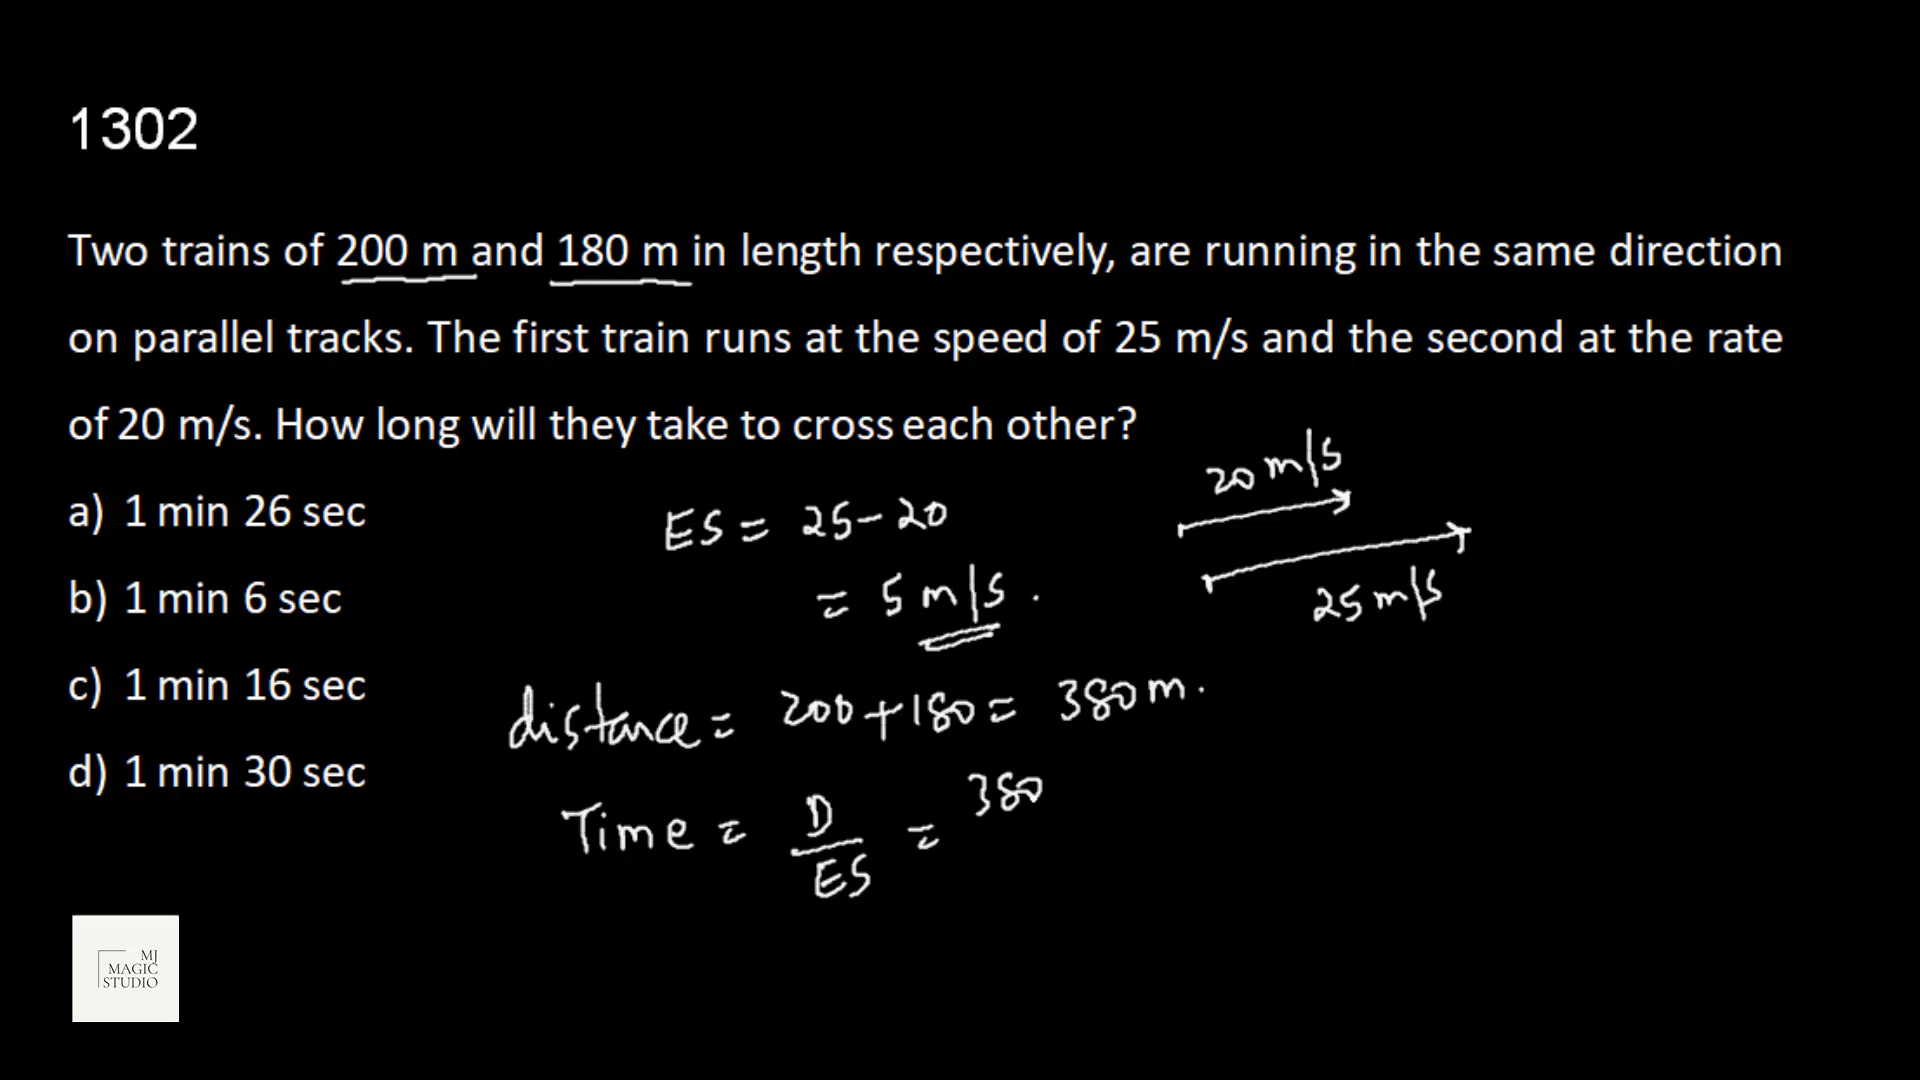 1302
Two trains of 200 m and 180 m in length respectively, are running in the same direction
on parallel tracks. The first train runs at the speed of 25 m/s and the second at the rate
of 20 m/s. How long will they take to cross each other?
20 m/s
a) 1 min 26 sec
ES = 25-20
b) 1 min 6 sec
= 5 m/s.
25 m/s
c) 1 min 16 sec
distance = 200+180 = 380m.
d) 1 min 30 sec
Time = D/ES = 380
MJ
MAGIC
STUDIO